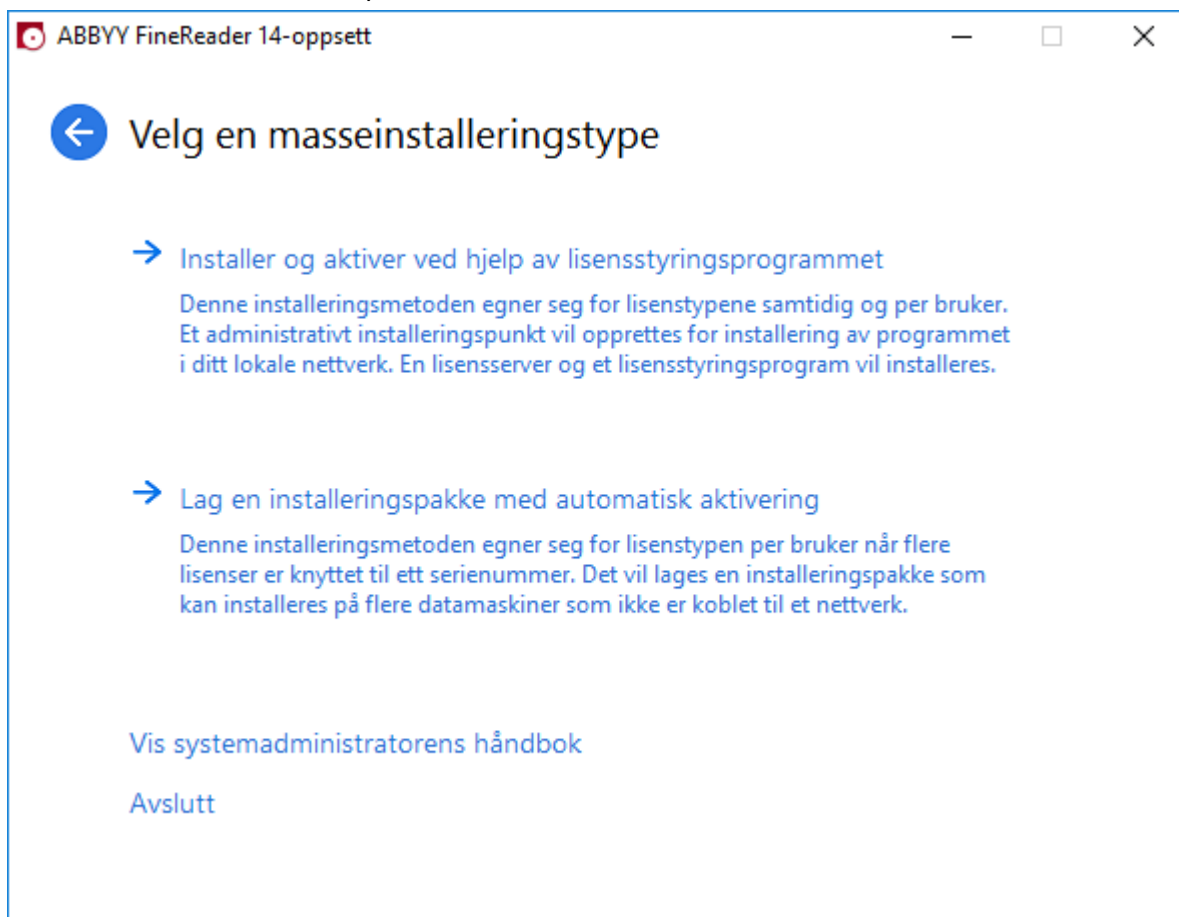 ABBYY FineReader 14-oppsett
Velg en masseinstalleringstype
Installer og aktiver ved hjelp av lisensstyringsprogrammet
Denne installeringsmetoden egner seg for lisenstypene samtidig og per bruker.
Et administrativt installeringspunkt vil opprettes for installering av programmet
i ditt lokale nettverk. En lisensserver og et lisensstyringsprogram vil installeres.
Lag en installeringspakke med automatisk aktivering
Denne installeringsmetoden egner seg for lisenstypen per bruker når flere
lisenser er knyttet til ett serienummer. Det vil lages en installeringspakke som
kan installeres på flere datamaskiner som ikke er koblet til et nettverk.
Vis systemadministratorens håndbok
Avslutt